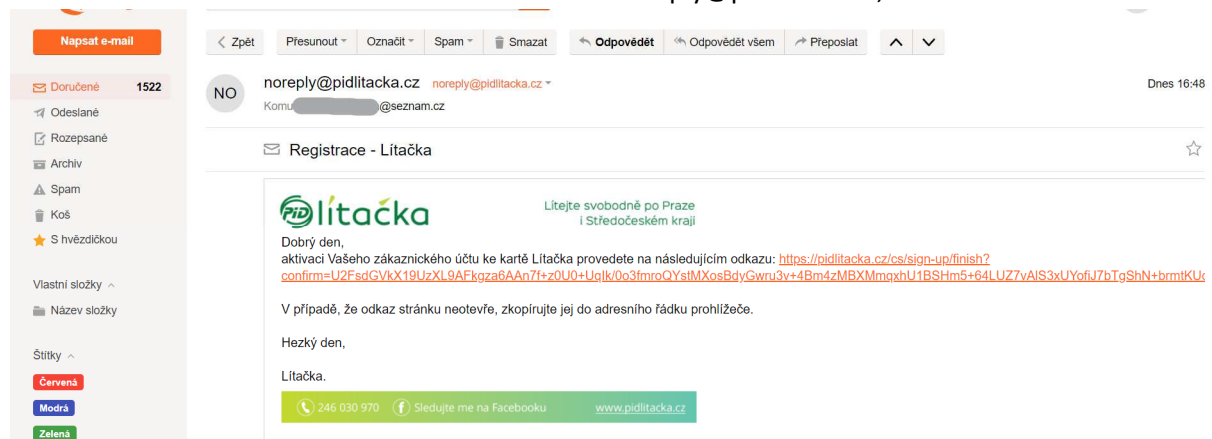 Napsat e-mail
Zpět Přesunout Označit Spam Smazat Odpovědět Odpovědět všem Přeposlat
Doručené 1522
Odeslané
Rozepsané
Archiv
Spam
Koš
S hvězdičkou
Vlastní složky
Název složky
Štítky
Červená
Modrá
Zelená
NO
noreply@pidlitacka.cz noreply@pidlitacka.cz
Dnes 16:48
Komu @seznam.cz
Registrace - Lítačka
PID lítačka
Lítejte svobodně po Praze
i Středočeském kraji
Dobrý den,
aktivaci Vašeho zákaznického účtu ke kartě Lítačka provedete na následujícím odkazu: https://pidlitacka.cz/cs/sign-up/finish?
confirm=U2FsdGVkX19UzXL9AFkgza6AAn7f+z0U0+UqIk/0o3fmroQYstMXosBdyGwru3v+4Bm4zMBXMmqxhU1BSHm5+64LUZ7vAlS3xUYofiJ7bTgShN+brmtKUc
V případě, že odkaz stránku neotevře, zkopírujte jej do adresního řádku prohlížeče.
Hezký den,
Lítačka.
246 030 970 Sledujte me na Facebooku www.pidlitacka.cz